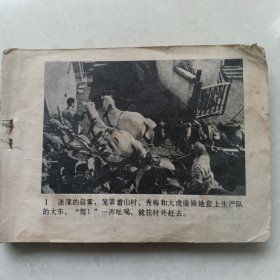 1 迷濛的晨雾，笼罩着山村，秀梅和大虎偷偷地套上生产队
的大车，“驾！”一声吆喝，就往村外赶去。